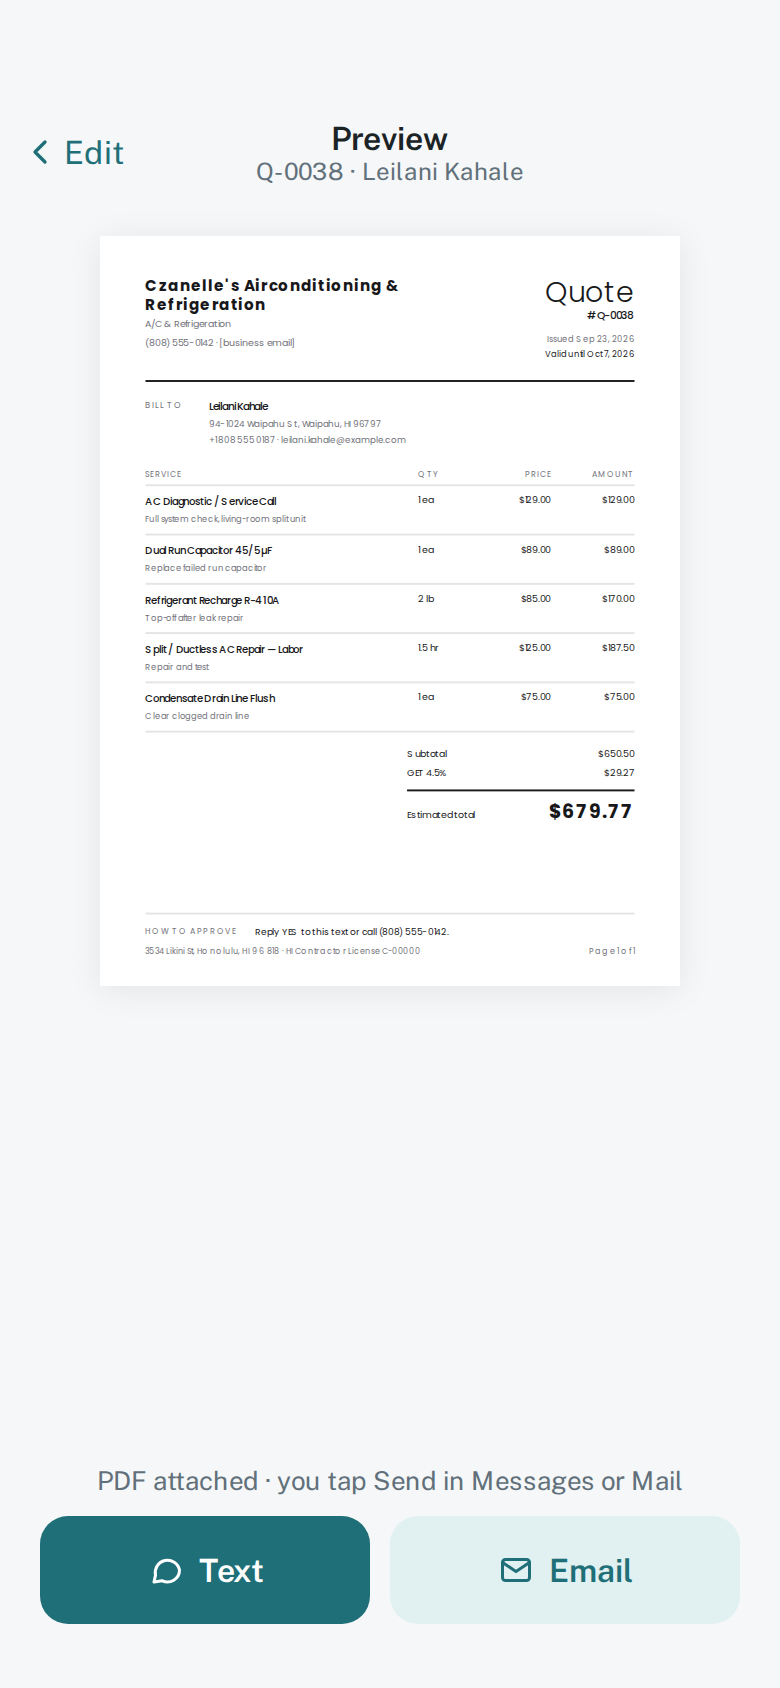 Edit
Preview
Q-0038 · Leilani Kahale
Czanelle's Airconditioning &
Refrigeration
A/C & Refrigeration
(808) 555-0142 · [business email]
Quote
#Q-0038
Issued Sep 23, 2026
Valid until Oct 7, 2026
BILL TO
Leilani Kahale
94-1024 Waipahu St, Waipahu, HI 96797
+1 808 555 0187 · leilani.kahale@example.com
SERVICE QTY PRICE AMOUNT
AC Diagnostic / Service Call 1 ea $129.00 $129.00
Full system check, living-room split unit
Dual Run Capacitor 45/5 µF 1 ea $89.00 $89.00
Replace failed run capacitor
Refrigerant Recharge R-410A 2 lb $85.00 $170.00
Top-off after leak repair
Split / Ductless AC Repair — Labor 1.5 hr $125.00 $187.50
Repair and test
Condensate Drain Line Flush 1 ea $75.00 $75.00
Clear clogged drain line
Subtotal $650.50
GET 4.5% $29.27
Estimated total $679.77
HOW TO APPROVE Reply YES to this text or call (808) 555-0142.
3534 Likini St, Honolulu, HI 96818 · HI Contractor License C-00000 Page 1 of 1
PDF attached · you tap Send in Messages or Mail
Text
Email